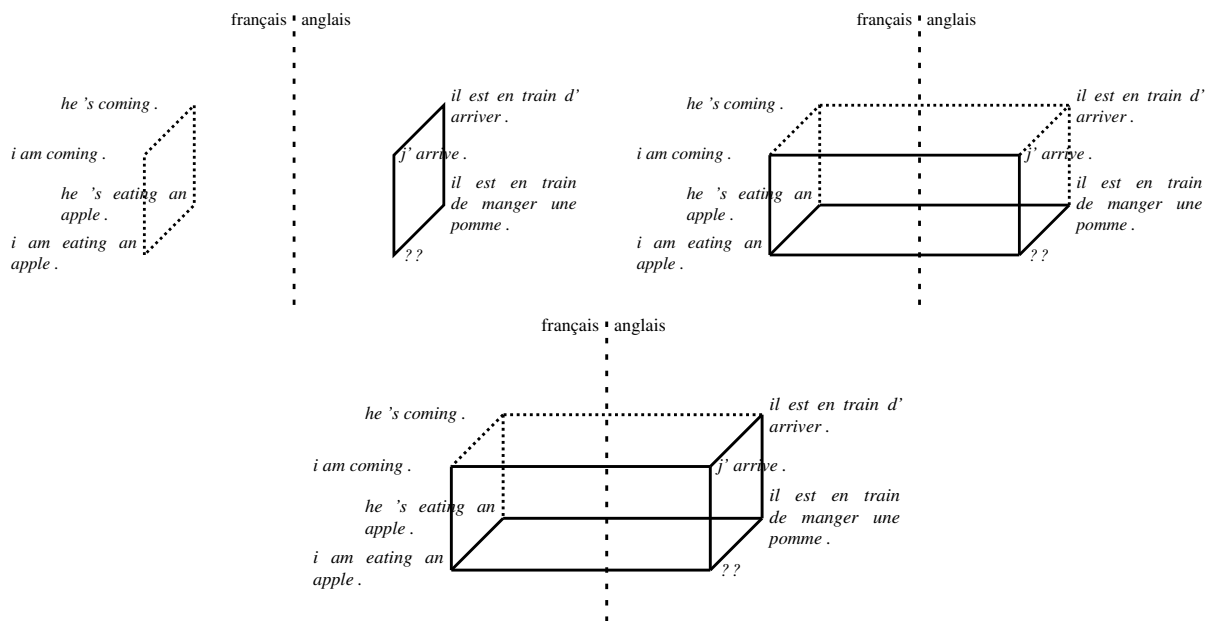 français anglais
he 's coming .
il est en train d'
arriver .
i am coming .
j' arrive .
he 's eating an
apple .
il est en train
de manger une
pomme .
i am eating an
apple .
??
français anglais
he 's coming .
il est en train d'
arriver .
i am coming .
j' arrive .
he 's eating an
apple .
il est en train
de manger une
pomme .
i am eating an
apple .
??
français anglais
he 's coming .
il est en train d'
arriver .
i am coming .
j' arrive .
he 's eating an
apple .
il est en train
de manger une
pomme .
i am eating an
apple .
??